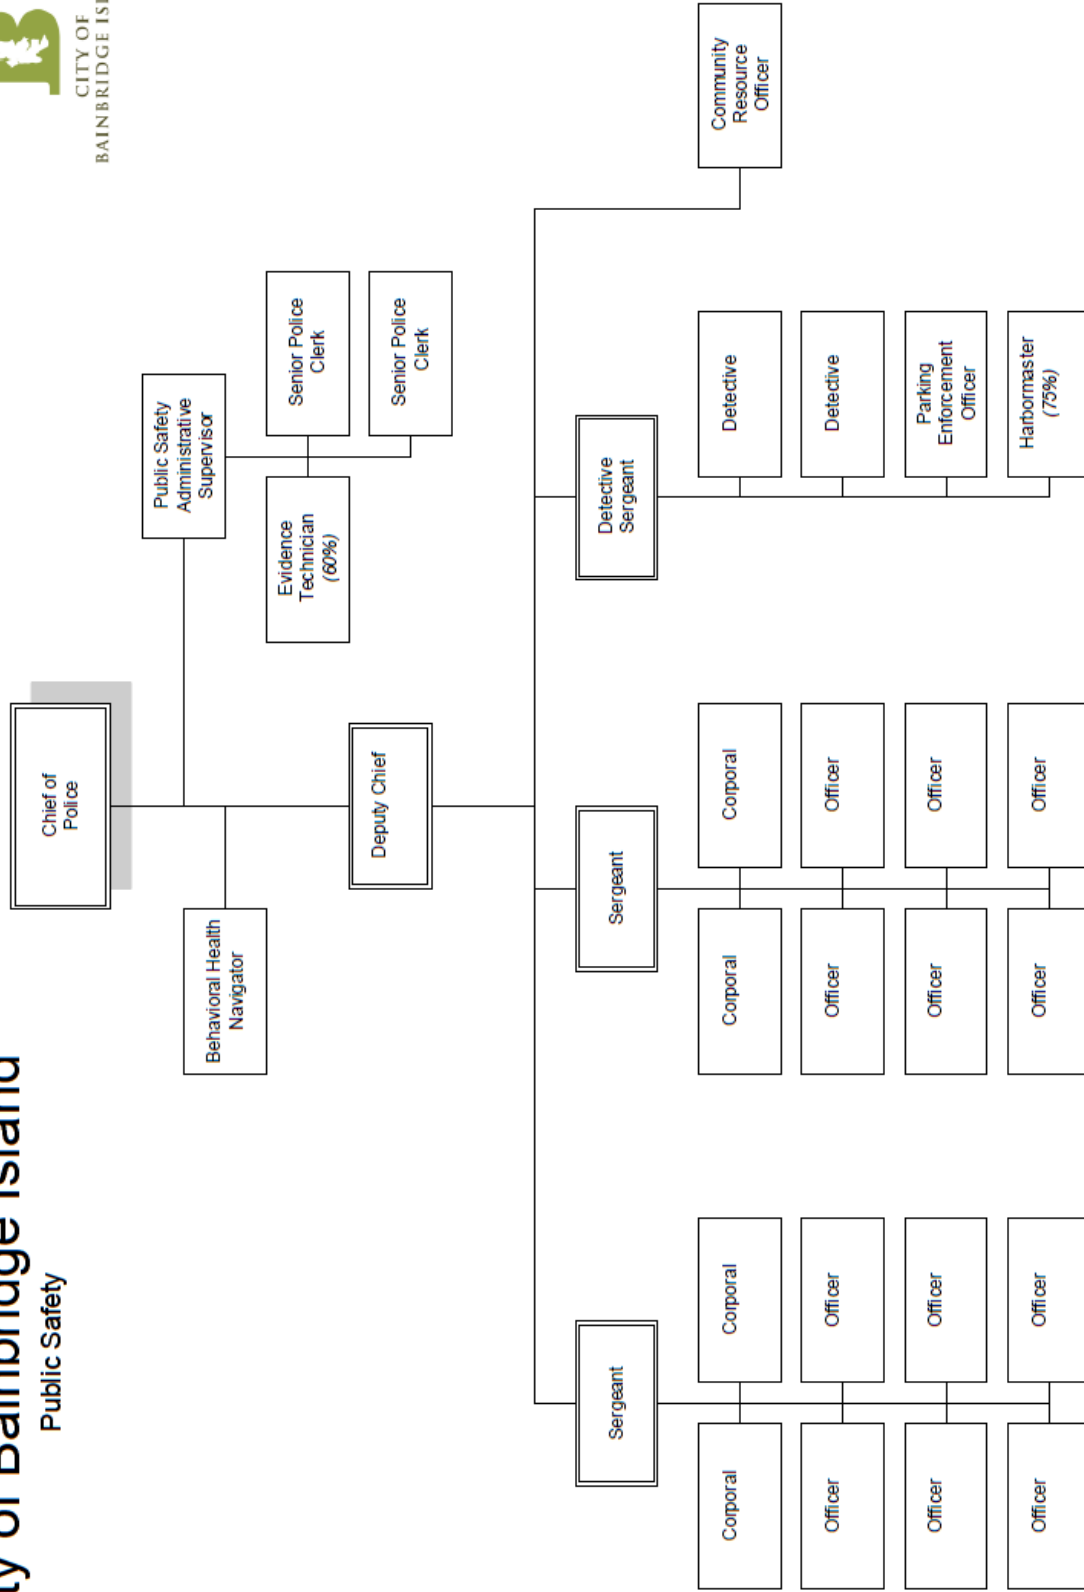 ty of Bainbridge Island
Public Safety
CITY OF
BAINBRIDGE ISL
Chief of
Police
Public Safety
Administrative
Supervisor
Behavioral Health
Navigator
Evidence
Technician
(60%)
Senior Police
Clerk
Senior Police
Clerk
Deputy Chief
Sergeant
Sergeant
Detective
Sergeant
Community
Resource
Officer
Corporal
Corporal
Corporal
Corporal
Detective
Officer
Officer
Officer
Officer
Detective
Officer
Officer
Officer
Officer
Parking
Enforcement
Officer
Officer
Officer
Officer
Officer
Harbormaster
(75%)